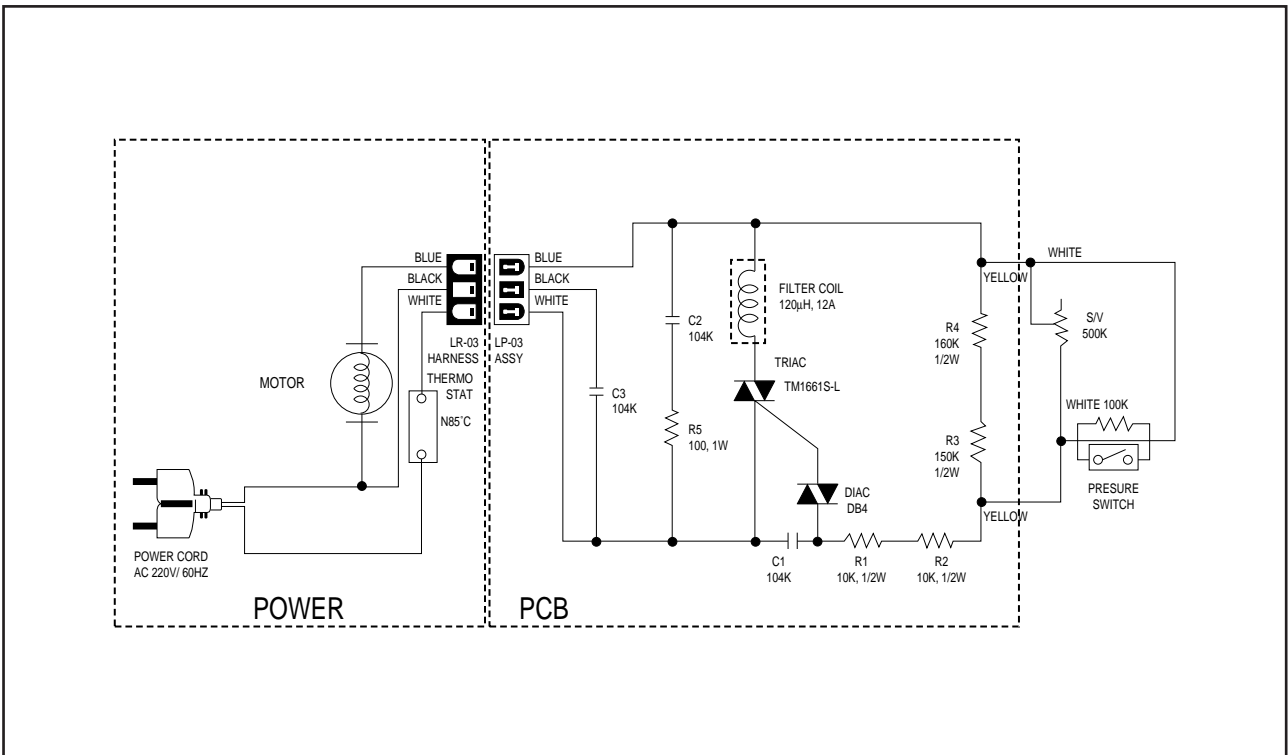 BLUE
BLACK
WHITE
LR-03
HARNESS
THERMO
STAT
N85°C
MOTOR
POWER CORD
AC 220V/ 60HZ
POWER
BLUE
BLACK
WHITE
LP-03
ASSY
C3
104K
C2
104K
R5
100, 1W
FILTER COIL
120µH, 12A
TRIAC
TM1661S-L
DIAC
DB4
C1
104K
R1
10K, 1/2W
R2
10K, 1/2W
R4
160K
1/2W
R3
150K
1/2W
YELLOW
YELLOW
WHITE
S/V
500K
WHITE 100K
PRESURE
SWITCH
PCB